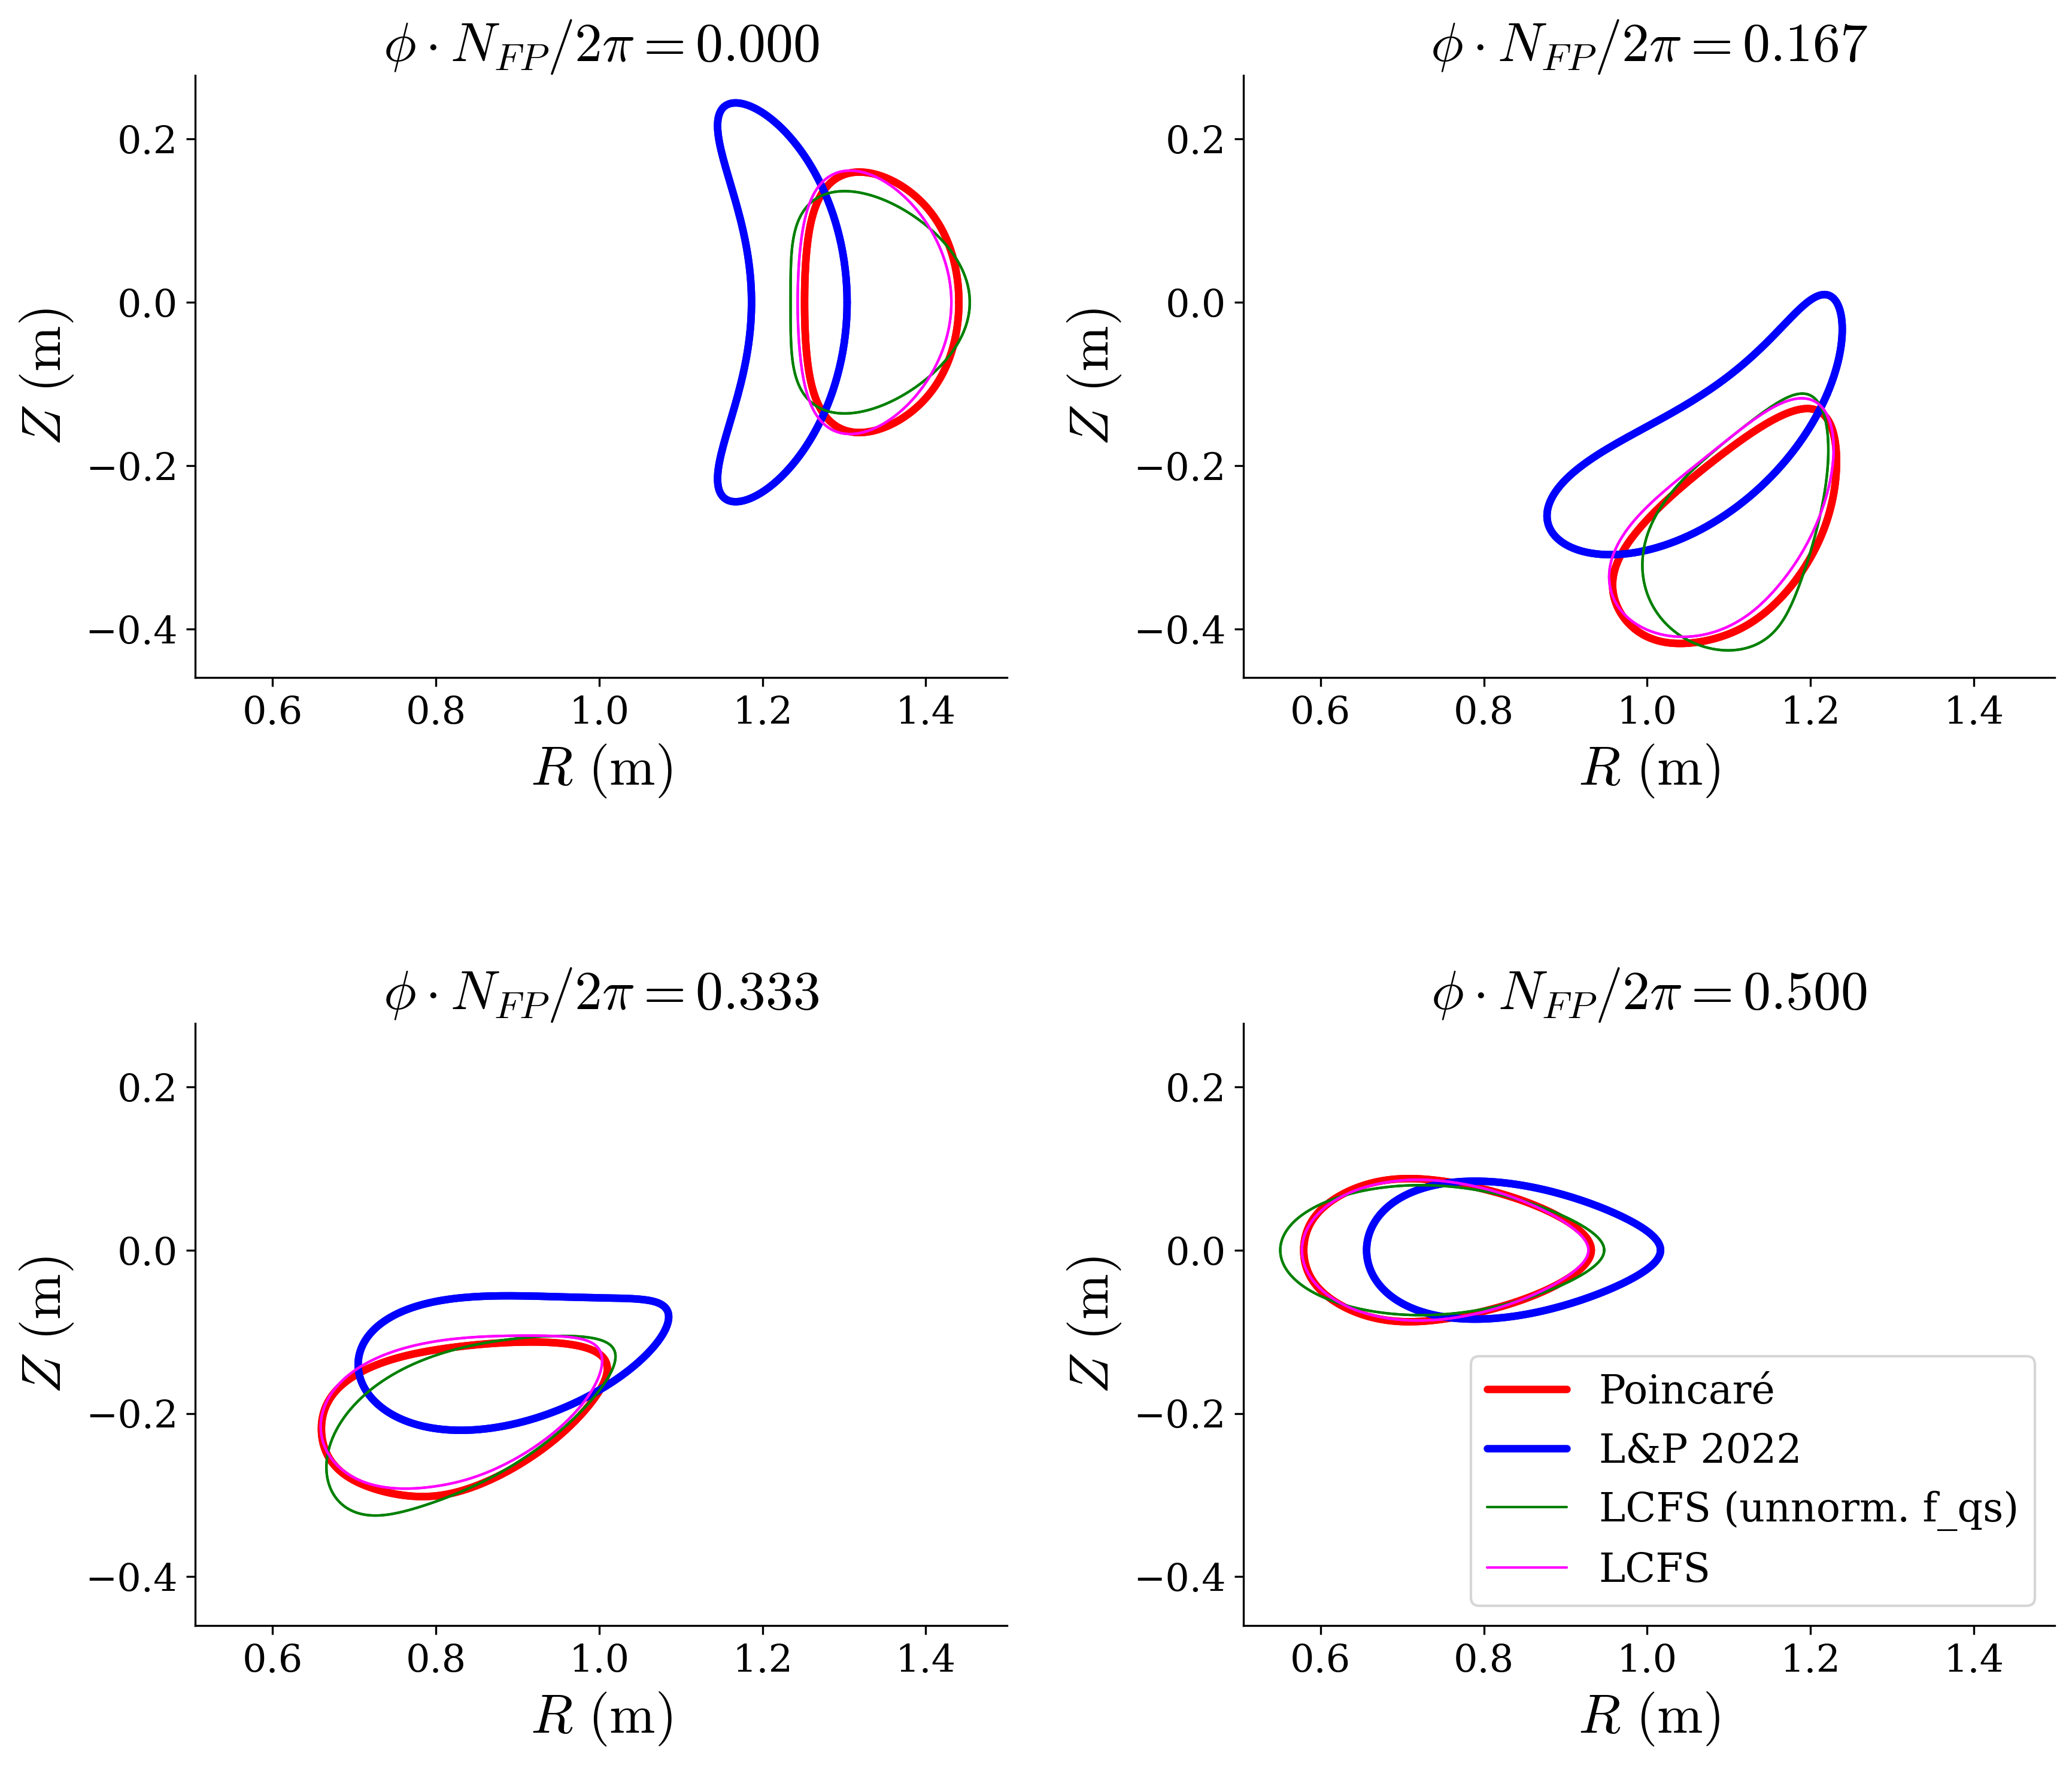 ϕ · N_FP/2π = 0.000
0.2
0.0
−0.2
−0.4
Z (m)
0.6 0.8 1.0 1.2 1.4
R (m)
ϕ · N_FP/2π = 0.167
0.2
0.0
−0.2
−0.4
Z (m)
0.6 0.8 1.0 1.2 1.4
R (m)
ϕ · N_FP/2π = 0.333
0.2
0.0
−0.2
−0.4
Z (m)
0.6 0.8 1.0 1.2 1.4
R (m)
ϕ · N_FP/2π = 0.500
0.2
0.0
−0.2
−0.4
Z (m)
Poincaré
L&P 2022
LCFS (unnorm. f_qs)
LCFS
0.6 0.8 1.0 1.2 1.4
R (m)